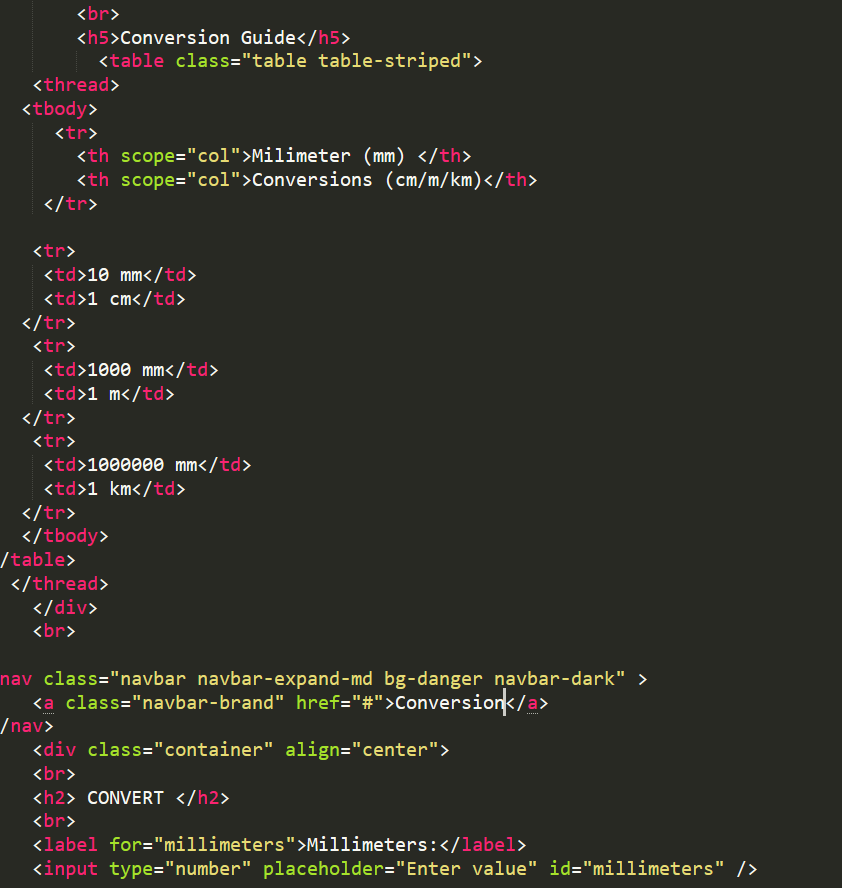 <br>
<h5>Conversion Guide</h5>
<table class="table table-striped">
<thread>
<tbody>
<tr>
<th scope="col">Milimeter (mm) </th>
<th scope="col">Conversions (cm/m/km)</th>
</tr>
<tr>
<td>10 mm</td>
<td>1 cm</td>
</tr>
<tr>
<td>1000 mm</td>
<td>1 m</td>
</tr>
<tr>
<td>1000000 mm</td>
<td>1 km</td>
</tr>
</tbody>
/table>
</thread>
</div>
<br>
nav class="navbar navbar-expand-md bg-danger navbar-dark" >
<a class="navbar-brand" href="#">Conversion</a>
/nav>
<div class="container" align="center">
<br>
<h2> CONVERT </h2>
<br>
<label for="millimeters">Millimeters:</label>
<input type="number" placeholder="Enter value" id="millimeters" />